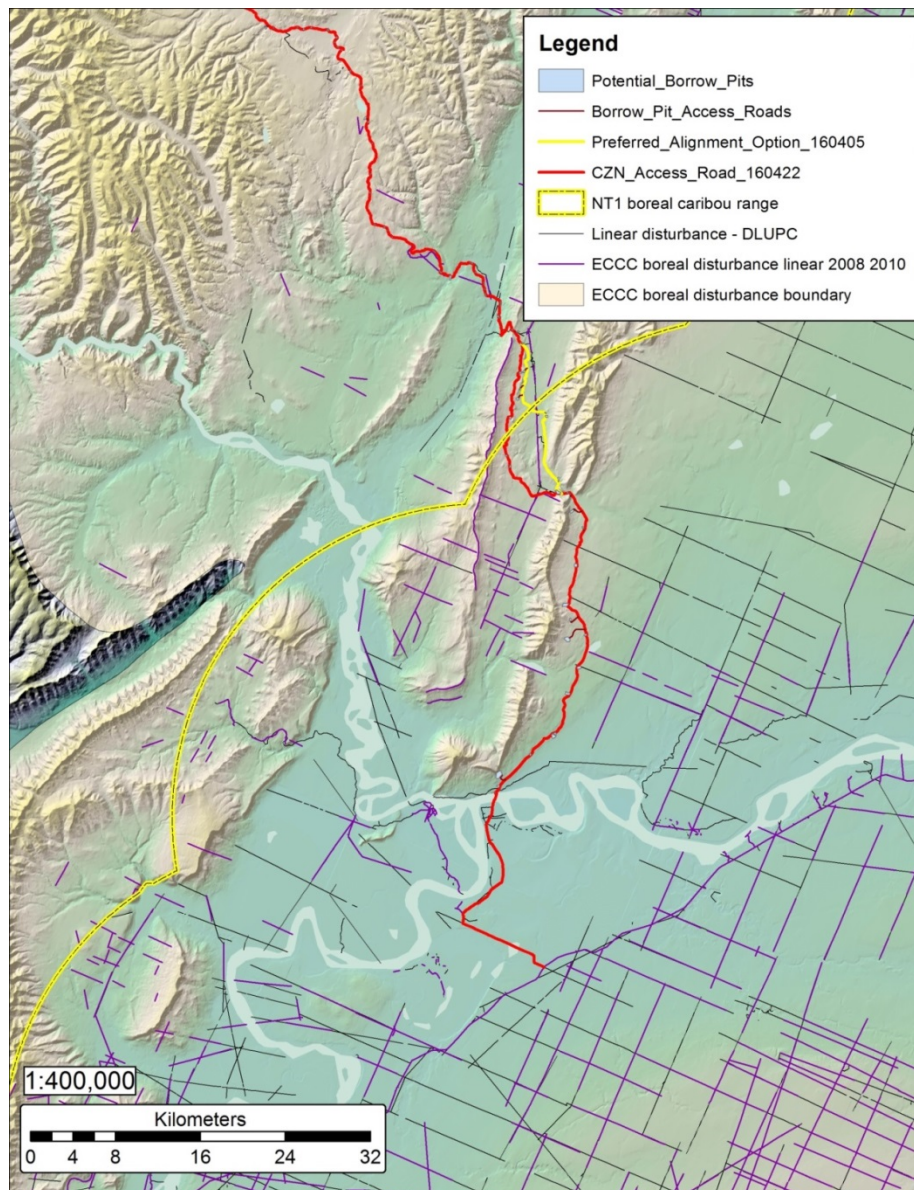 Legend
Potential_Borrow_Pits
Borrow_Pit_Access_Roads
Preferred_Alignment_Option_160405
CZN_Access_Road_160422
NT1 boreal caribou range
Linear disturbance - DLUPC
ECCC boreal disturbance linear 2008 2010
ECCC boreal disturbance boundary
1:400,000
Kilometers
0 4 8 16 24 32